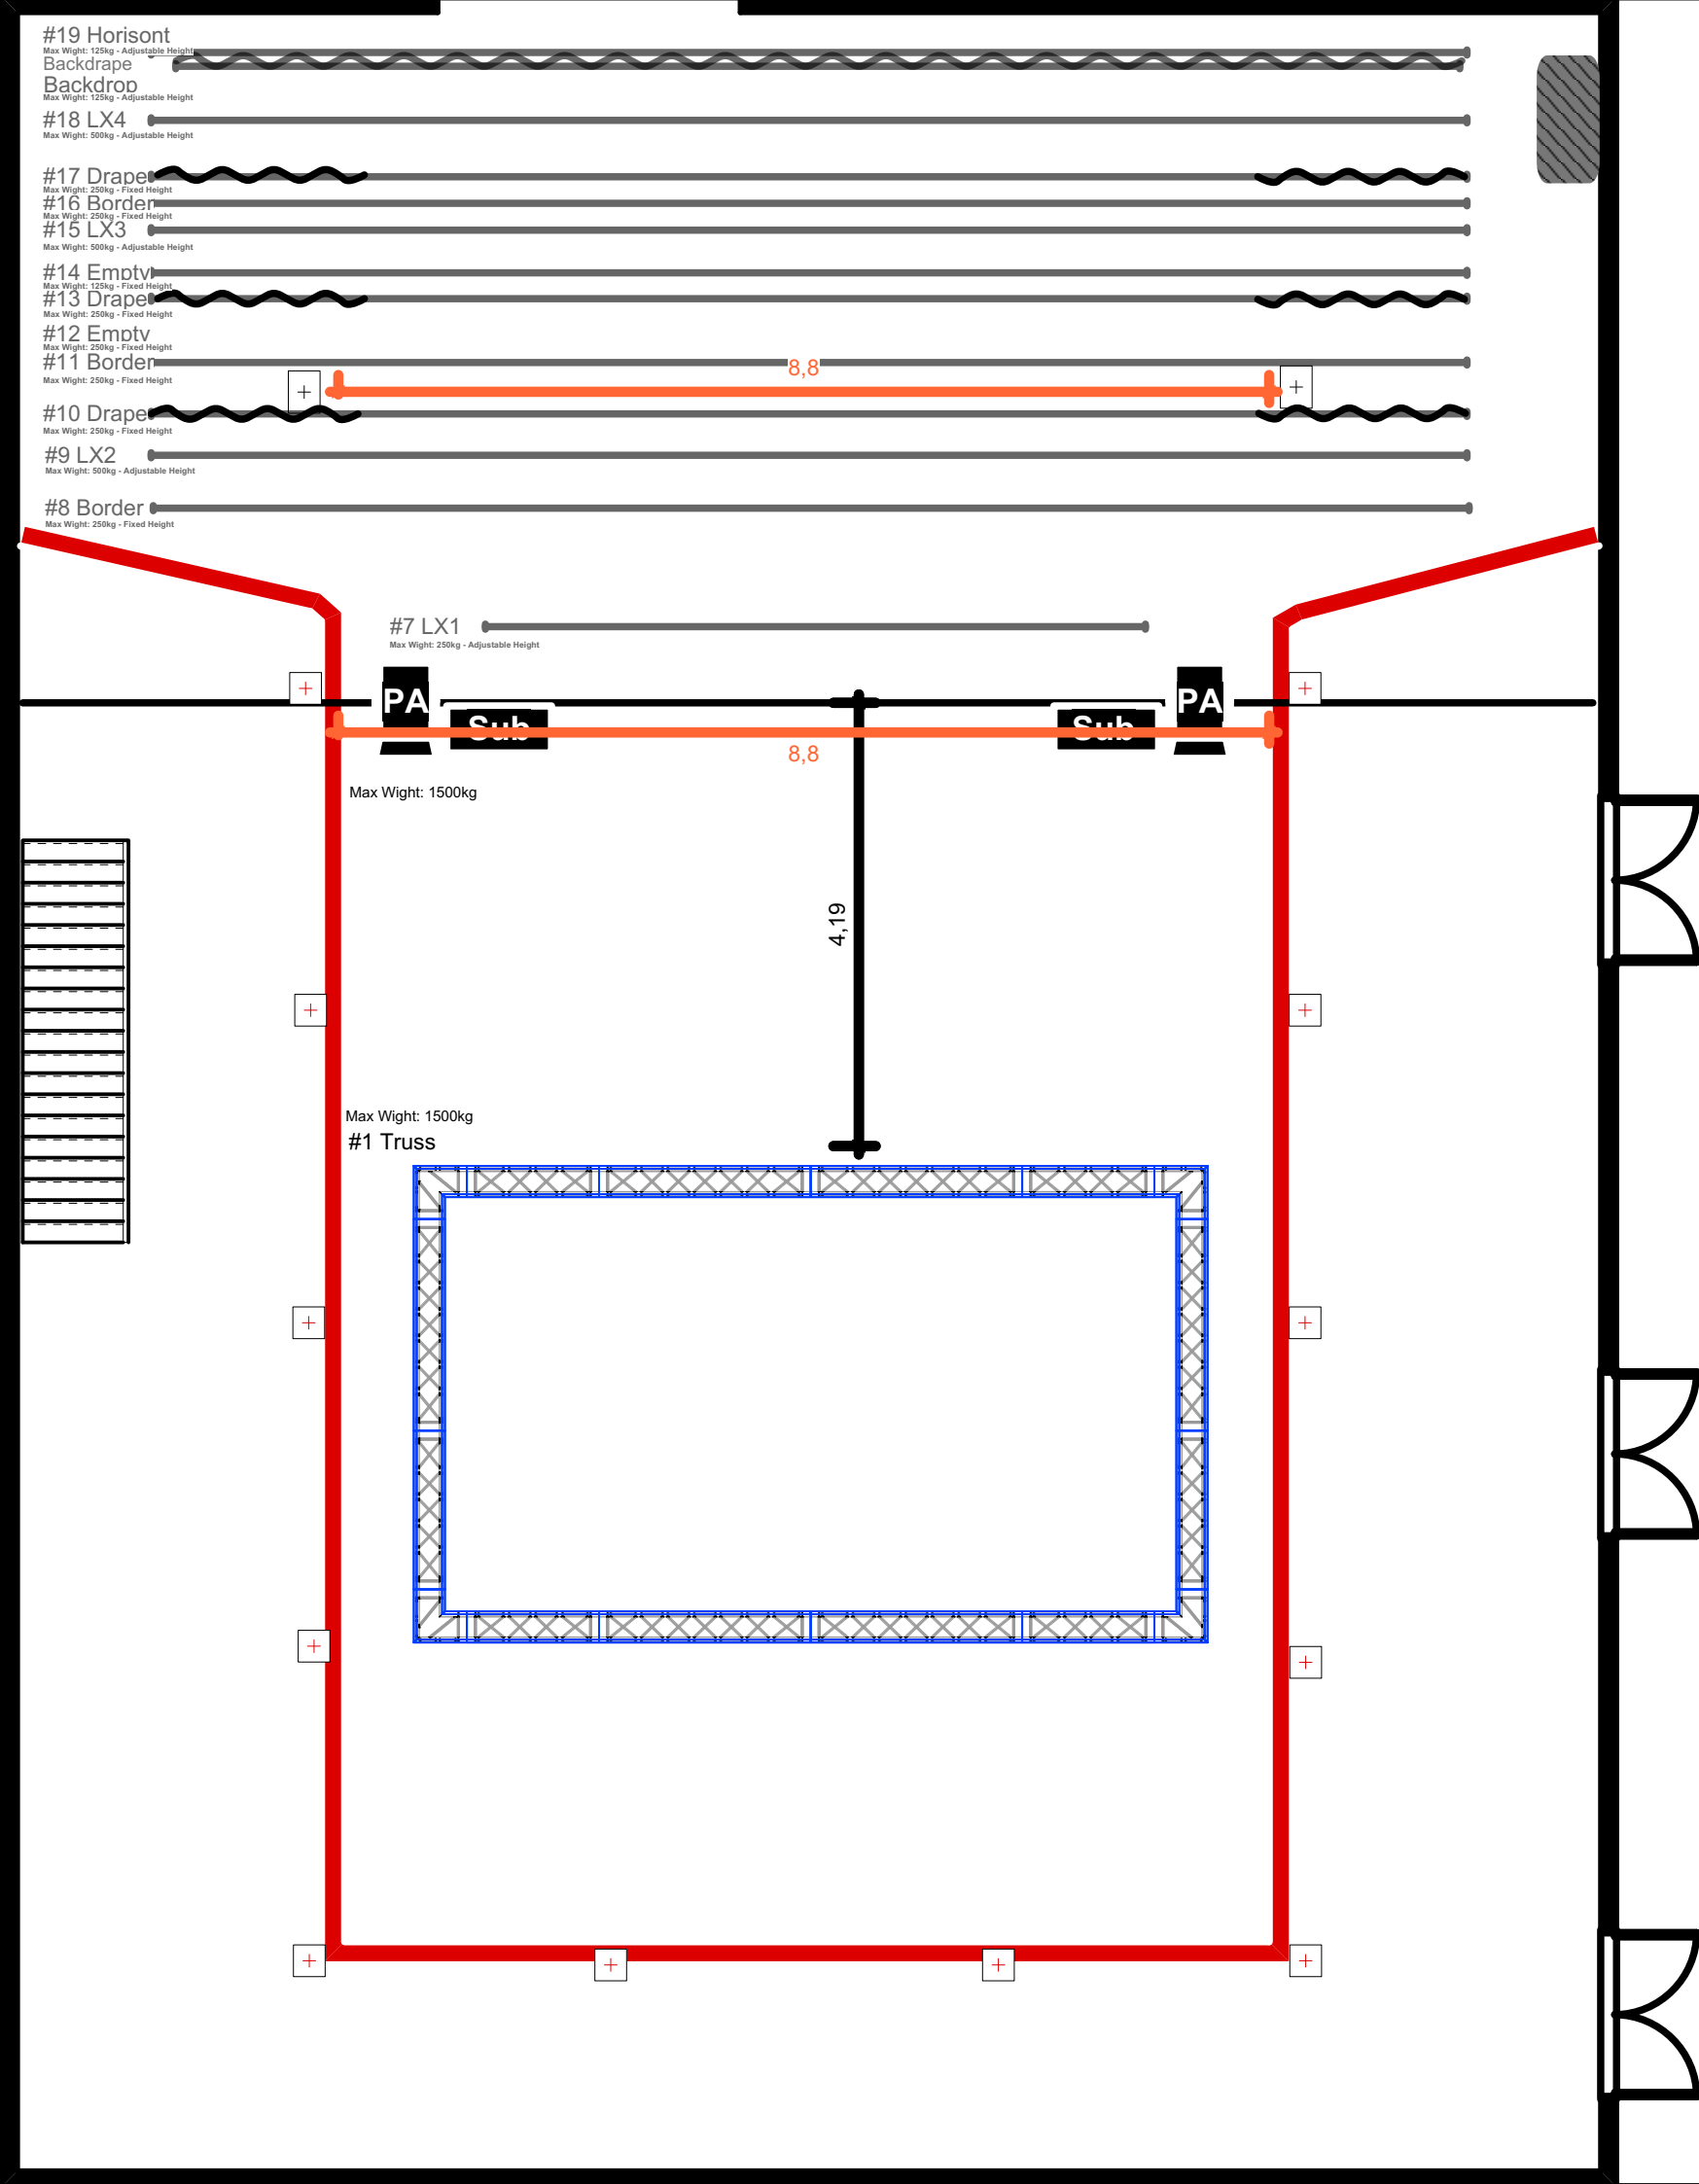 #19 Horisont
Max Wight: 125kg - Adjustable Height
Backdrape
Backdrop
Max Wight: 125kg - Adjustable Height
#18 LX4
Max Wight: 500kg - Adjustable Height
#17 Drape
Max Wight: 250kg - Fixed Height
#16 Border
Max Wight: 250kg - Fixed Height
#15 LX3
Max Wight: 500kg - Adjustable Height
#14 Empty
Max Wight: 125kg - Fixed Height
#13 Drape
Max Wight: 250kg - Fixed Height
#12 Empty
Max Wight: 250kg - Fixed Height
#11 Border
8,8
Max Wight: 250kg - Fixed Height
#10 Drape
Max Wight: 250kg - Fixed Height
#9 LX2
Max Wight: 500kg - Adjustable Height
#8 Border
Max Wight: 250kg - Fixed Height
#7 LX1
Max Wight: 250kg - Adjustable Height
PA
PA
Sub
Sub
8,8
Max Wight: 1500kg
4,19
Max Wight: 1500kg
#1 Truss